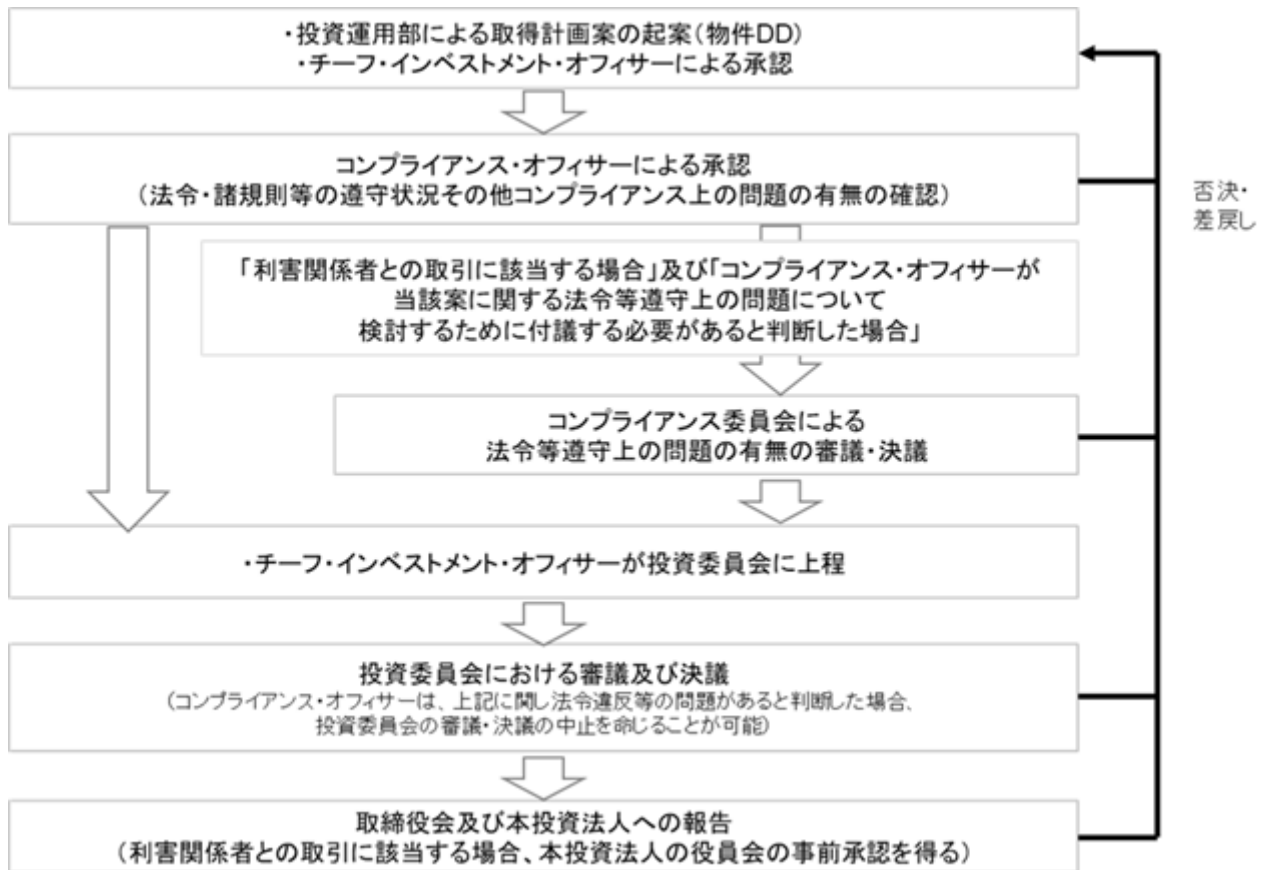 ・投資運用部による取得計画案の起案(物件DD)
・チーフ・インベストメント・オフィサーによる承認
コンプライアンス・オフィサーによる承認
(法令・諸規則等の遵守状況その他コンプライアンス上の問題の有無の確認)
否決・
差戻し
「利害関係者との取引に該当する場合」及び「コンプライアンス・オフィサーが
当該案に関する法令等遵守上の問題について
検討するために付議する必要があると判断した場合」
コンプライアンス委員会による
法令等遵守上の問題の有無の審議・決議
・チーフ・インベストメント・オフィサーが投資委員会に上程
投資委員会における審議及び決議
(コンプライアンス・オフィサーは、上記に関し法令違反等の問題があると判断した場合、
投資委員会の審議・決議の中止を命じることが可能)
取締役会及び本投資法人への報告
(利害関係者との取引に該当する場合、本投資法人の役員会の事前承認を得る)